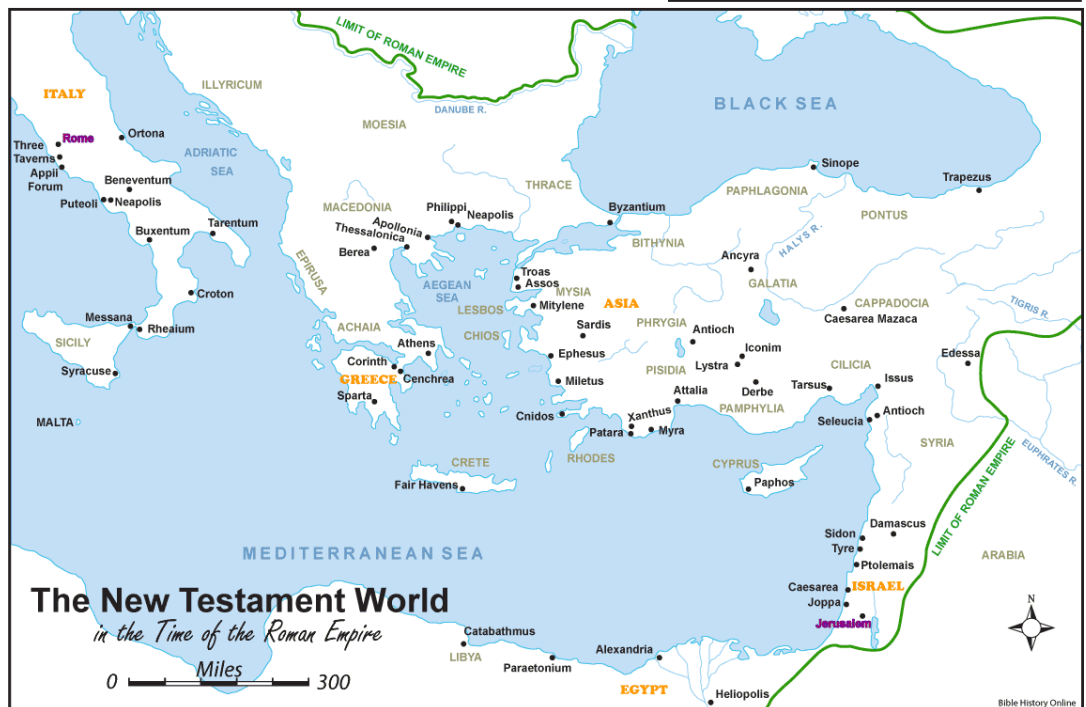 LIMIT OF ROMAN EMPIRE
ITALY
ILLYRICUM
DANUBE R.
BLACK SEA
MOESIA
Rome
Ortona
Three
Taverns
Appii
Forum
ADRIATIC
SEA
Sinope
Beneventum
Trapezus
THRACE
PAPHLAGONIA
Puteoli
Neapolis
MACEDONIA
Philippi
Neapolis
Byzantium
PONTUS
Tarentum
Apollonia
Thessalonica
Buxentum
BITHYNIA
HALYS R.
Berea
Ancyra
EPIRUSA
Troas
Assos
AEGEAN
SEA
GALATIA
Croton
MYSIA
ASIA
Mitylene
CAPPADOCIA
Caesarea Mazaca
TIGRIS R.
LESBOS
Messana
Rheaium
ACHAIA
CHIOS
Sardis
PHRYGIA
Antioch
SICILY
Athens
Iconim
Edessa
Corinth
Ephesus
Lystra
CILICIA
Syracuse
GREECE
Cenchrea
Miletus
PISIDIA
Derbe
Tarsus
Issus
Sparta
Attalia
PAMPHYLIA
Cnidos
Xanthus
Antioch
MALTA
Patara
Myra
Seleucia
SYRIA
EUPHRATES R.
CRETE
RHODES
CYPRUS
LIMIT OF ROMAN EMPIRE
Fair Havens
Paphos
Damascus
Sidon
MEDITERRANEAN SEA
Tyre
ARABIA
Ptolemais
Caesarea
ISRAEL
The New Testament World
Joppa
in the Time of the Roman Empire
Jerusalem
Catabathmus
LIBYA
Alexandria
Paraetonium
Miles
0 300
EGYPT
Heliopolis
N
Bible History Online